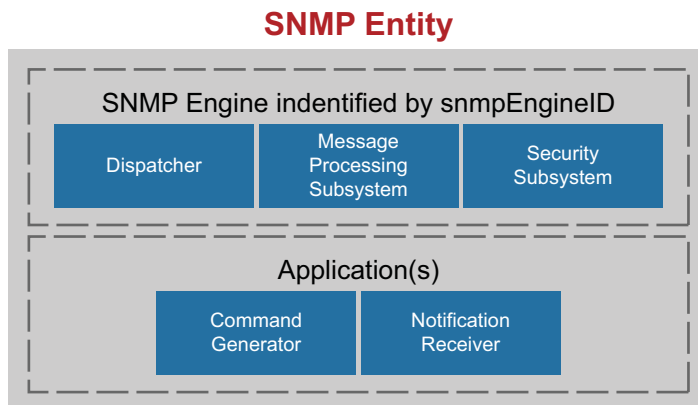 SNMP Entity
SNMP Engine indentified by snmpEngineID
Dispatcher
Message
Processing
Subsystem
Security
Subsystem
Application(s)
Command
Generator
Notification
Receiver